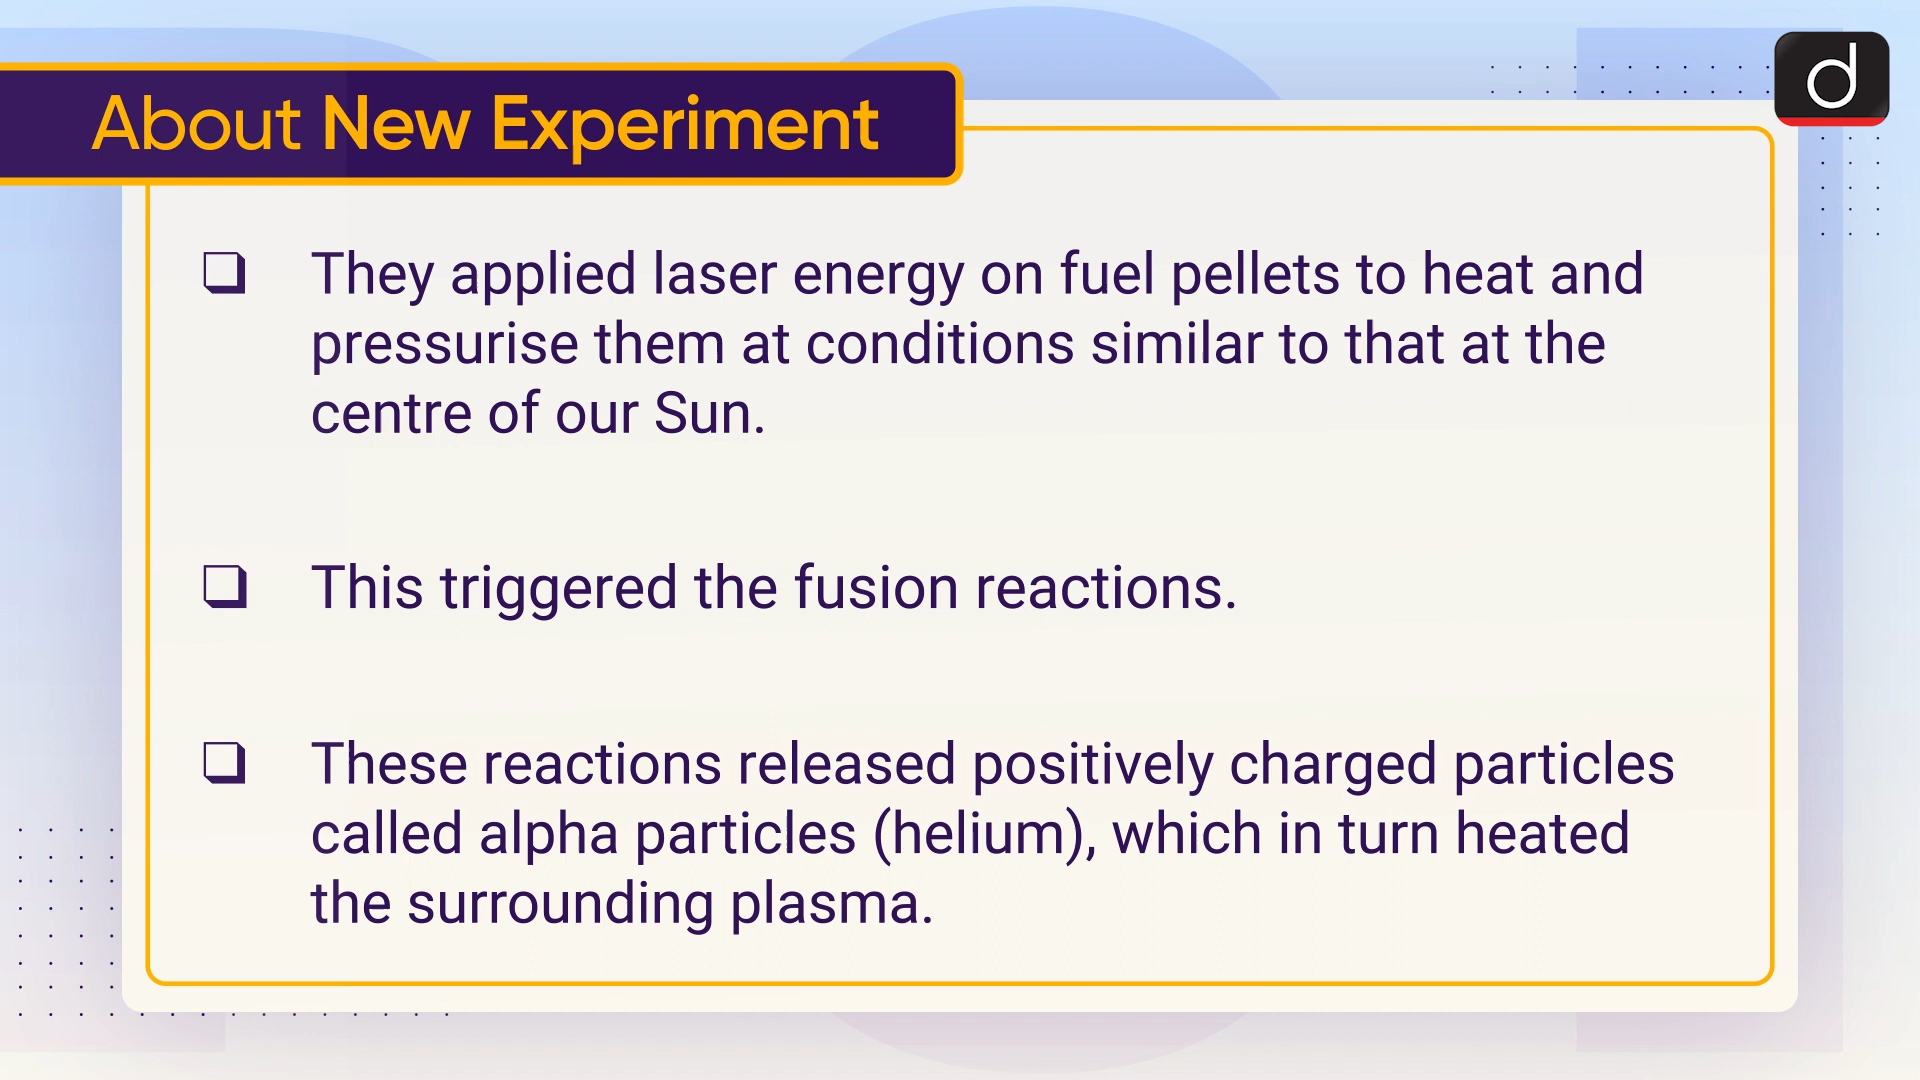 About New Experiment
d
❑ They applied laser energy on fuel pellets to heat and
pressurise them at conditions similar to that at the
centre of our Sun.
❑ This triggered the fusion reactions.
❑ These reactions released positively charged particles
called alpha particles (helium), which in turn heated
the surrounding plasma.